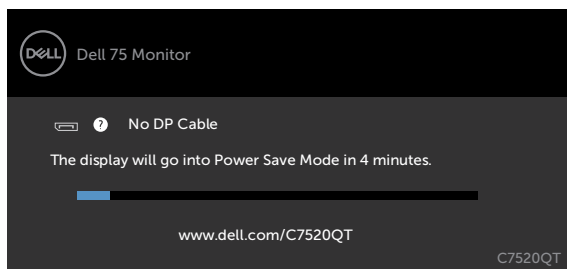 DELL
Dell 75 Monitor
? No DP Cable
The display will go into Power Save Mode in 4 minutes.
www.dell.com/C7520QT
C7520QT